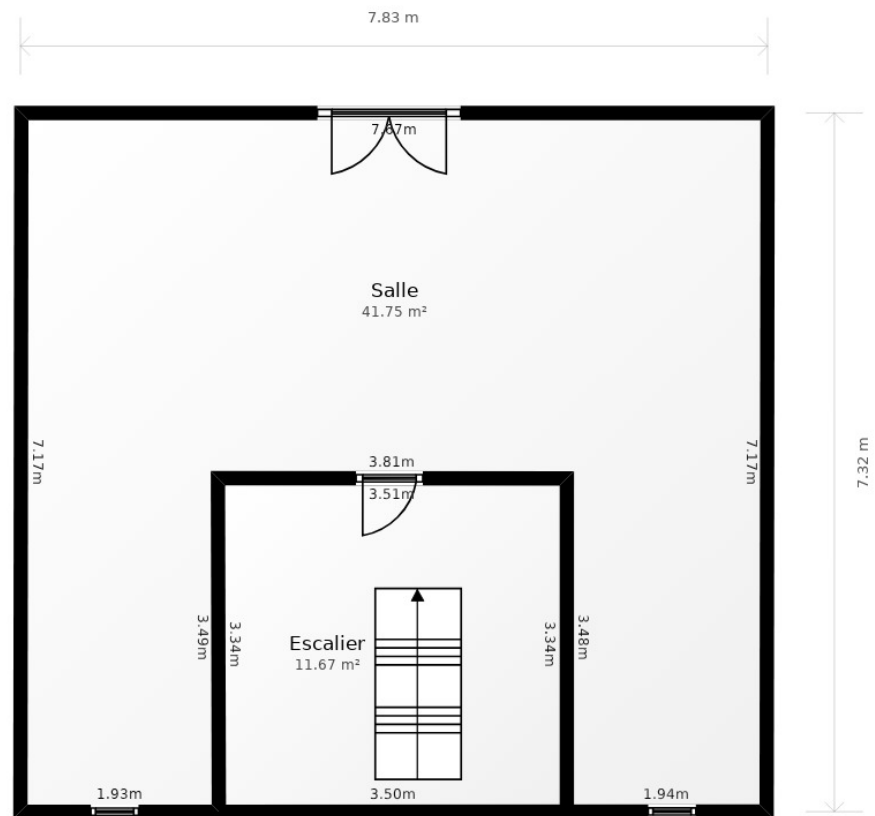 7.83 m
7.67m
Salle
41.75 m²
7.17m
7.17m
7.32 m
3.81m
3.51m
3.49m
3.34m
Escalier
11.67 m²
3.34m
3.48m
1.93m
3.50m
1.94m